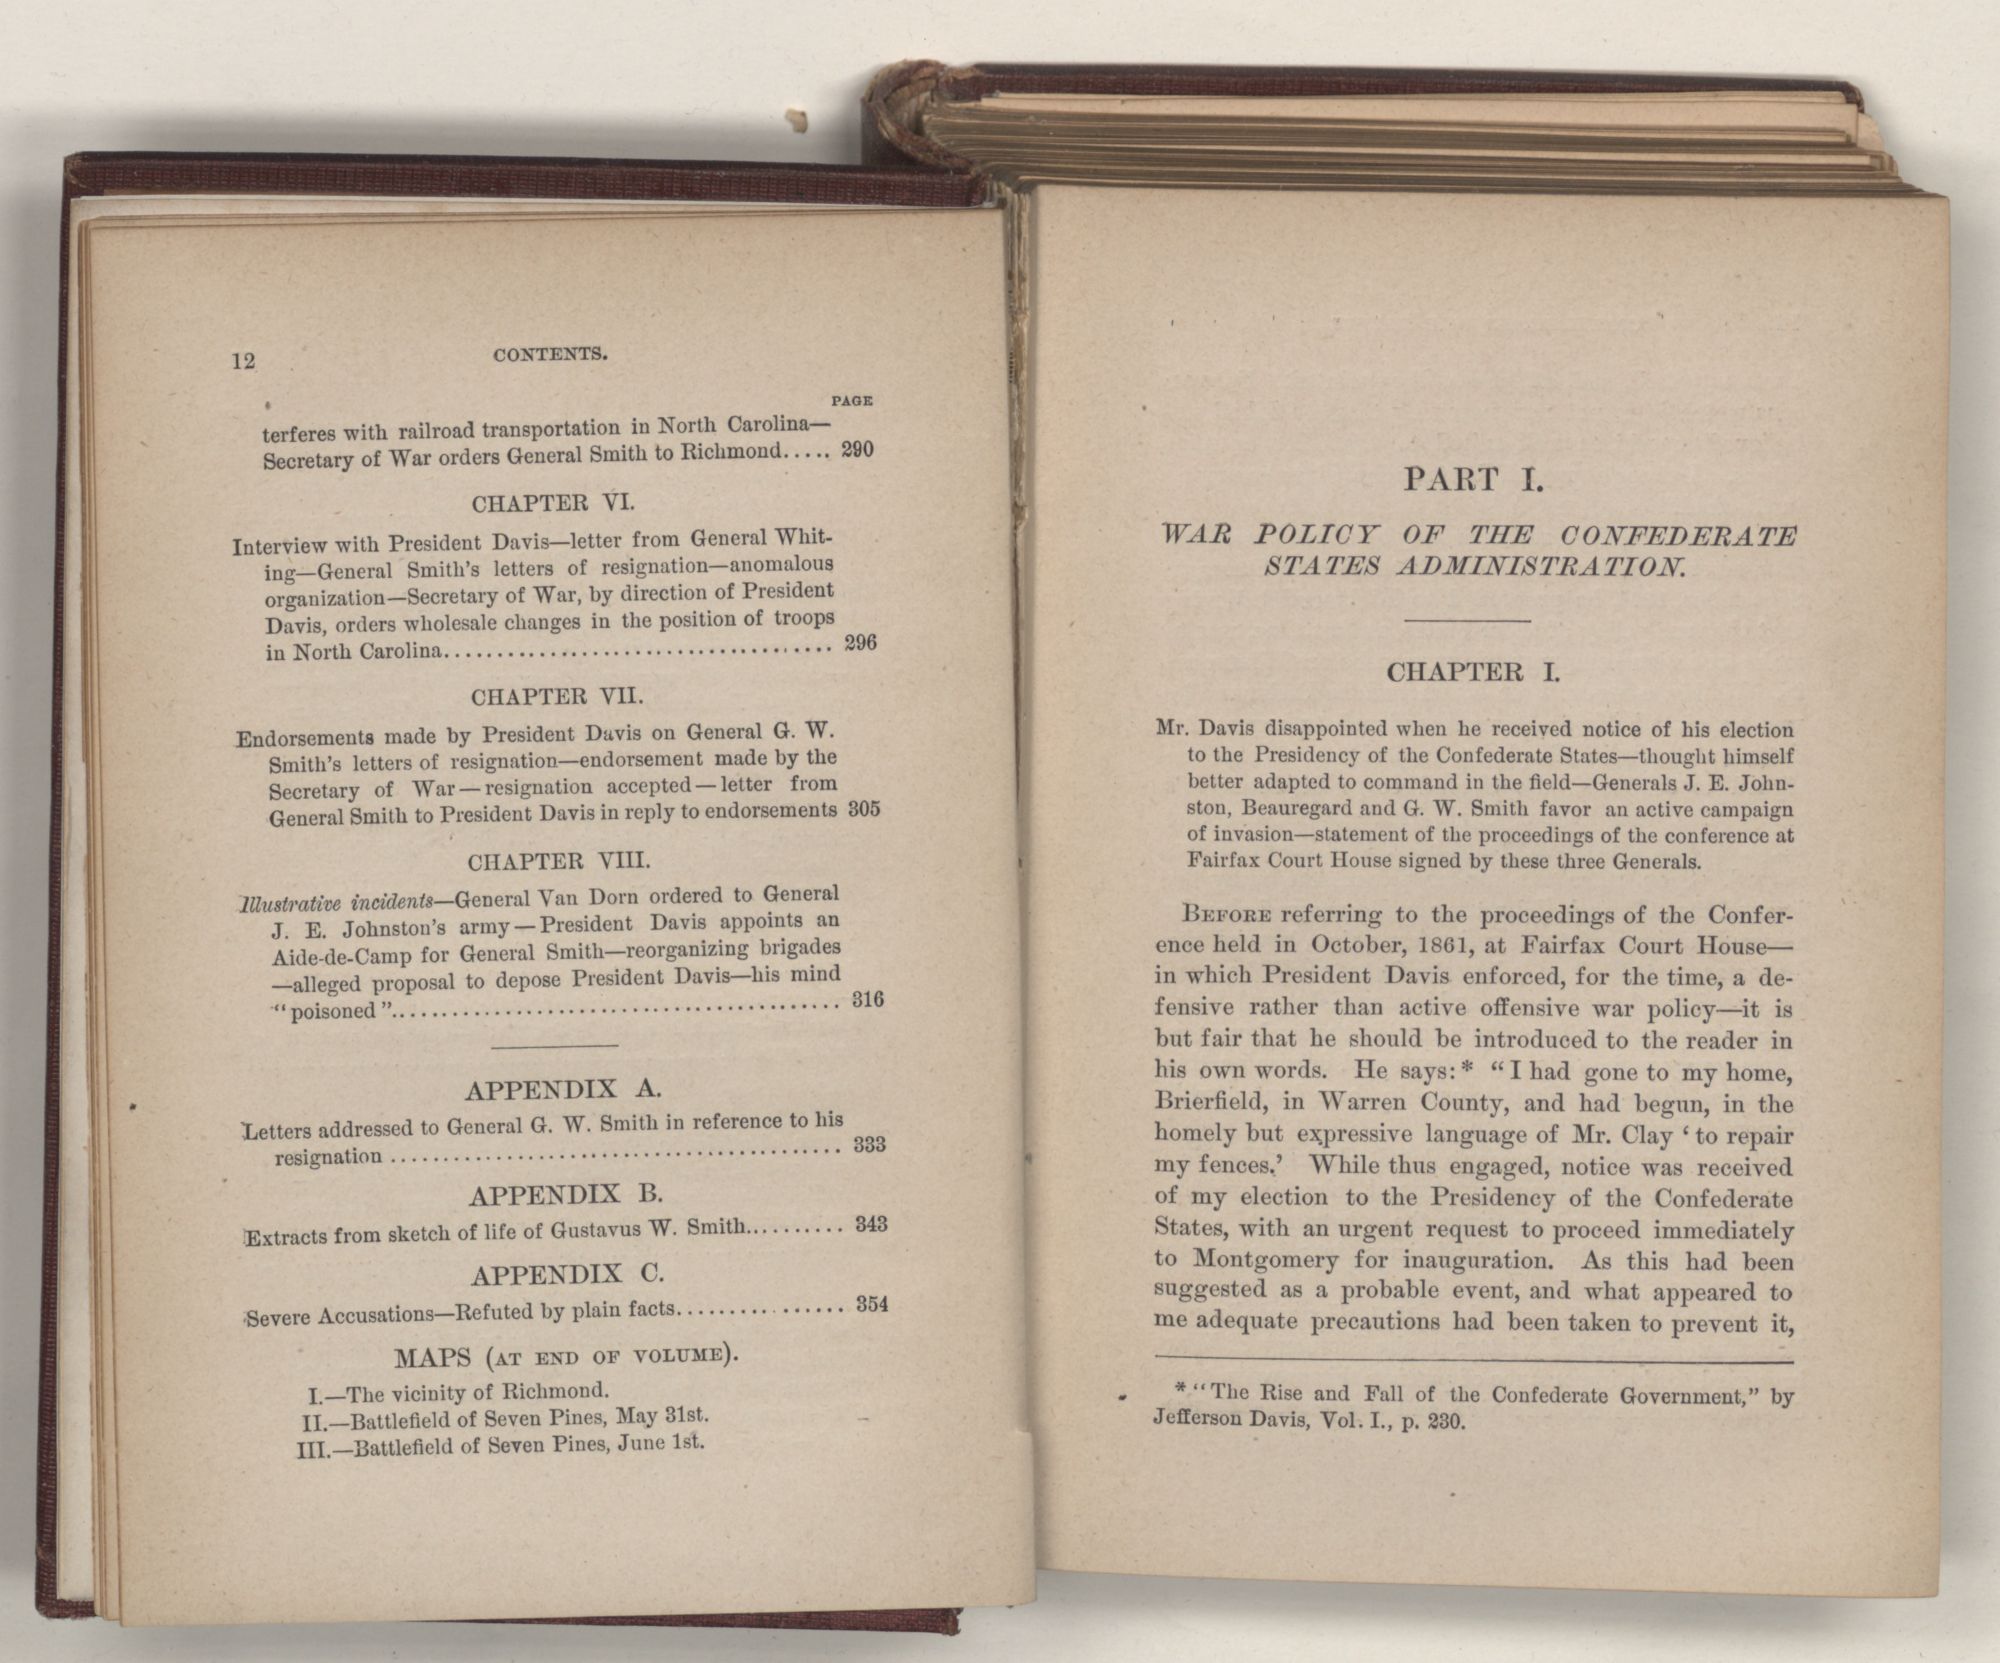 12 CONTENTS.
PAGE
terferes with railroad transportation in North Carolina—
Secretary of War orders General Smith to Richmond..... 290
CHAPTER VI.
Interview with President Davis—letter from General Whit-
ing—General Smith's letters of resignation—anomalous
organization—Secretary of War, by direction of President
Davis, orders wholesale changes in the position of troops
in North Carolina.................................... 296
CHAPTER VII.
Endorsements made by President Davis on General G. W.
Smith's letters of resignation—endorsement made by the
Secretary of War—resignation accepted—letter from
General Smith to President Davis in reply to endorsements 305
CHAPTER VIII.
Illustrative incidents—General Van Dorn ordered to General
J. E. Johnston's army—President Davis appoints an
Aide-de-Camp for General Smith—reorganizing brigades
—alleged proposal to depose President Davis—his mind
"poisoned"........................................... 316
APPENDIX A.
Letters addressed to General G. W. Smith in reference to his
resignation ........................................... 333
APPENDIX B.
Extracts from sketch of life of Gustavus W. Smith.......... 343
APPENDIX C.
Severe Accusations—Refuted by plain facts................ 354
MAPS (AT END OF VOLUME).
I.—The vicinity of Richmond.
II.—Battlefield of Seven Pines, May 31st.
III.—Battlefield of Seven Pines, June 1st.
PART I.
WAR POLICY OF THE CONFEDERATE
STATES ADMINISTRATION.
CHAPTER I.
Mr. Davis disappointed when he received notice of his election
to the Presidency of the Confederate States—thought himself
better adapted to command in the field—Generals J. E. John-
ston, Beauregard and G. W. Smith favor an active campaign
of invasion—statement of the proceedings of the conference at
Fairfax Court House signed by these three Generals.
BEFORE referring to the proceedings of the Confer-
ence held in October, 1861, at Fairfax Court House—
in which President Davis enforced, for the time, a de-
fensive rather than active offensive war policy—it is
but fair that he should be introduced to the reader in
his own words. He says:* "I had gone to my home,
Brierfield, in Warren County, and had begun, in the
homely but expressive language of Mr. Clay 'to repair
my fences.' While thus engaged, notice was received
of my election to the Presidency of the Confederate
States, with an urgent request to proceed immediately
to Montgomery for inauguration. As this had been
suggested as a probable event, and what appeared to
me adequate precautions had been taken to prevent it,
* "The Rise and Fall of the Confederate Government," by
Jefferson Davis, Vol. I., p. 230.